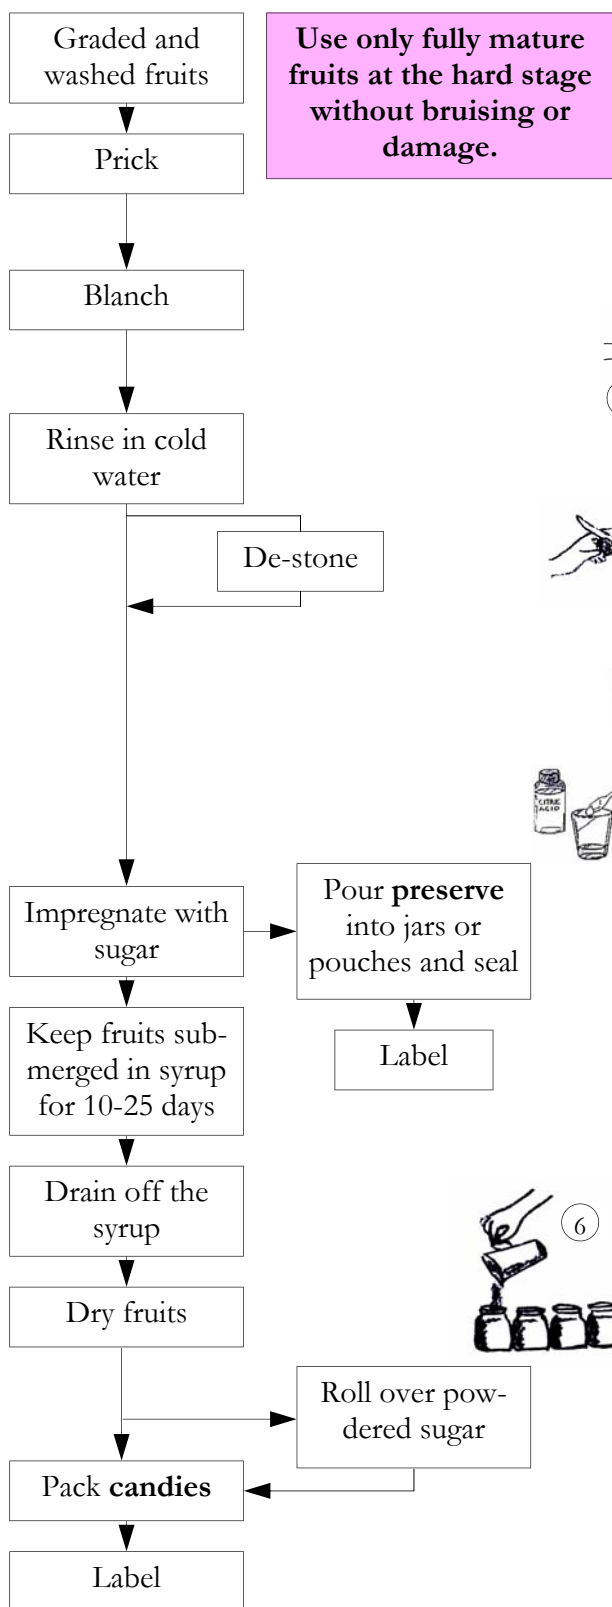 Graded and
washed fruits
Use only fully mature
fruits at the hard stage
without bruising or
damage.
Prick
Blanch
Rinse in cold
water
De-stone
CITRIC
ACID
Impregnate with
sugar
Pour preserve
into jars or
pouches and seal
Keep fruits sub-
merged in syrup
for 10-25 days
Label
Drain off the
syrup
6
Dry fruits
Roll over pow-
dered sugar
Pack candies
Label